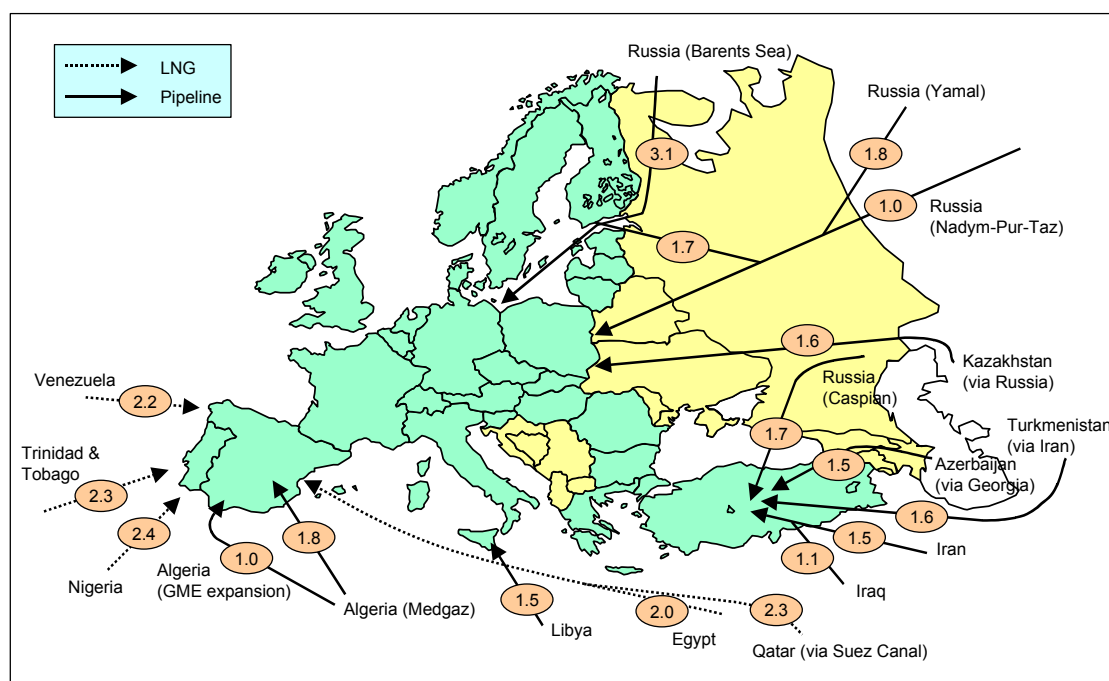 LNG
Pipeline
Russia (Barents Sea)
Russia (Yamal)
3.1
1.8
1.0
Russia
(Nadym-Pur-Taz)
1.7
1.6
Kazakhstan
(via Russia)
Russia
(Caspian)
Venezuela
2.2
Turkmenistan
(via Iran)
1.7
Trinidad &
Tobago
2.3
1.5
Azerbaijan
(via Georgia)
2.4
1.6
1.8
1.5
Iran
1.0
1.1
Nigeria
Algeria
(GME expansion)
Iraq
Algeria (Medgaz)
1.5
Libya
2.0
Egypt
2.3
Qatar (via Suez Canal)